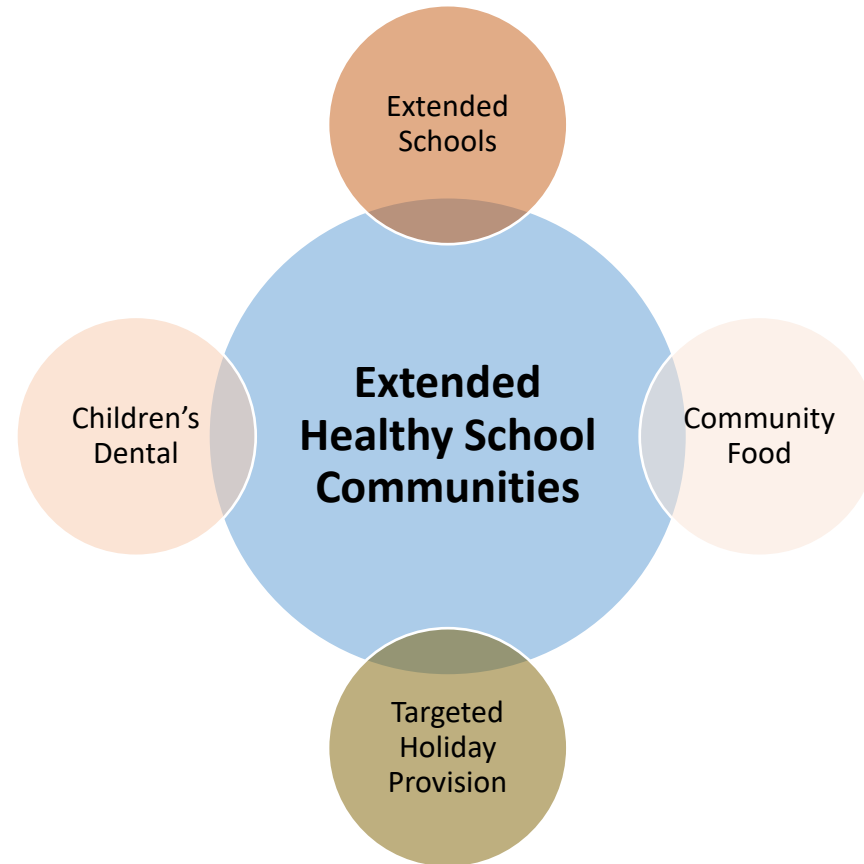 Extended
Schools
Children’s
Dental
Extended
Healthy School
Communities
Community
Food
Targeted
Holiday
Provision